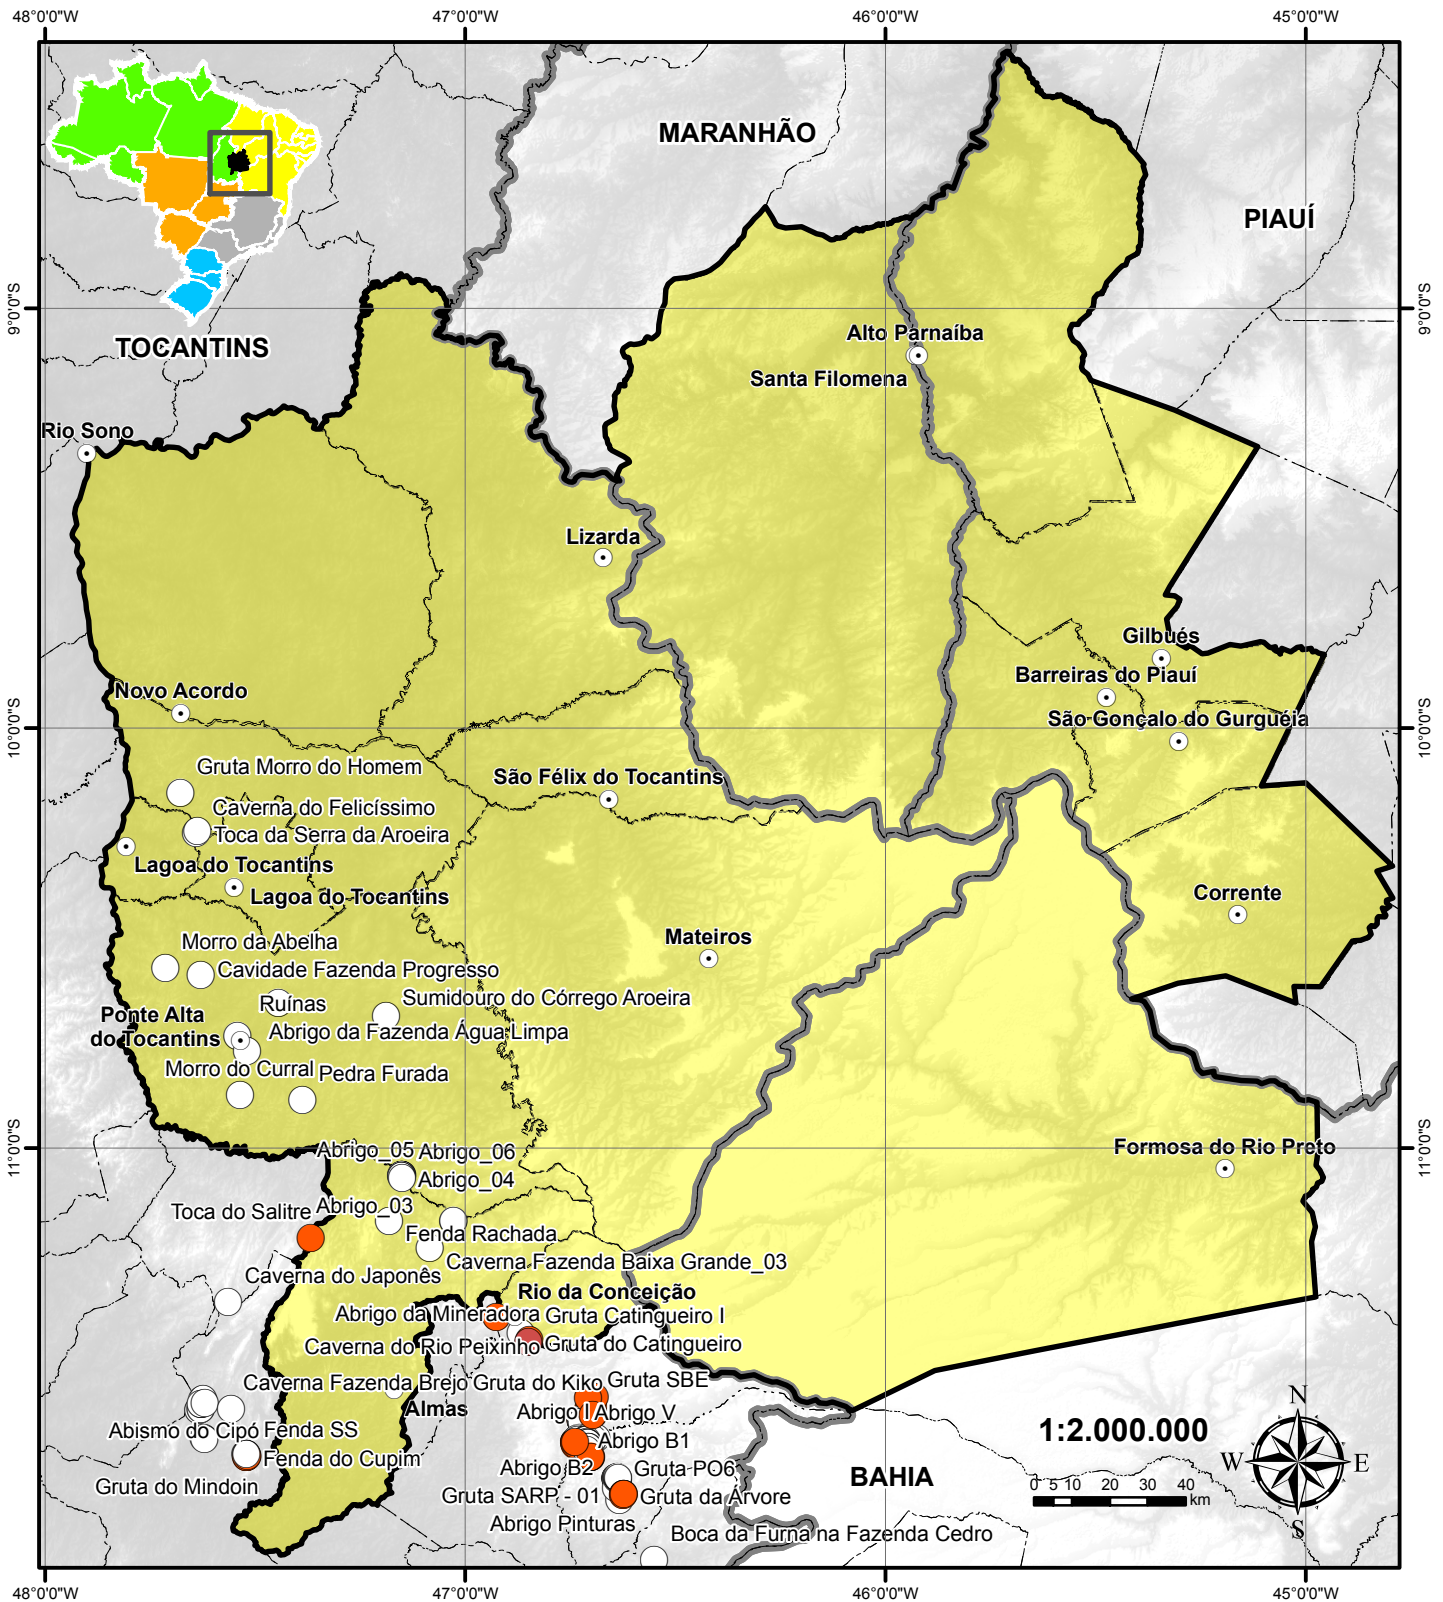 48°0'0"W
47°0'0"W
46°0'0"W
45°0'0"W
MARANHÃO
PIAUÍ
9°0'0"S
9°0'0"S
TOCANTINS
Alto Parnaíba
Santa Filomena
Rio Sono
Lizarda
Gilbués
Barreiras do Piauí
Novo Acordo
São Gonçalo do Gurguéia
10°0'0"S
10°0'0"S
Gruta Morro do Homem
São Félix do Tocantins
Caverna do Felicíssimo
Toca da Serra da Aroeira
Lagoa do Tocantins
Lagoa do Tocantins
Corrente
Mateiros
Morro da Abelha
Cavidade Fazenda Progresso
Ruínas
Sumidouro do Córrego Aroeira
Ponte Alta
do Tocantins
Abrigo da Fazenda Água Limpa
Morro do Curral
Pedra Furada
11°0'0"S
11°0'0"S
Abrigo_05
Abrigo_06
Formosa do Rio Preto
Abrigo_04
Toca do Salitre
Abrigo_03
Fenda Rachada
Caverna Fazenda Baixa Grande_03
Caverna do Japonês
Rio da Conceição
Abrigo da Mineradora
Gruta Catingueiro I
Caverna do Rio Peixinho
Gruta do Catingueiro
Caverna Fazenda Brejo
Gruta do Kiko
Gruta SBE
Almas
Abrigo I
Abrigo V
Abismo do Cipó
Fenda SS
Abrigo B1
1:2.000.000
N
W
E
S
Fenda do Cupim
Abrigo B2
Gruta PO6
BAHIA
Gruta do Mindoin
Gruta SARP - 01
Gruta da Árvore
0 5 10 20 30 40
km
Abrigo Pinturas
Boca da Furna na Fazenda Cedro
48°0'0"W
47°0'0"W
46°0'0"W
45°0'0"W